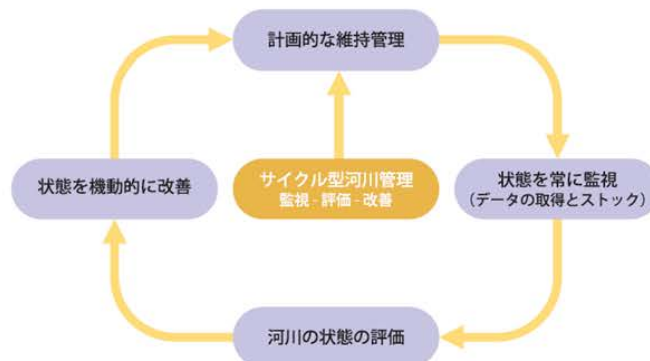 計画的な維持管理
状態を機動的に改善
サイクル型河川管理
監視 - 評価 - 改善
状態を常に監視
（データの取得とストック）
河川の状態の評価